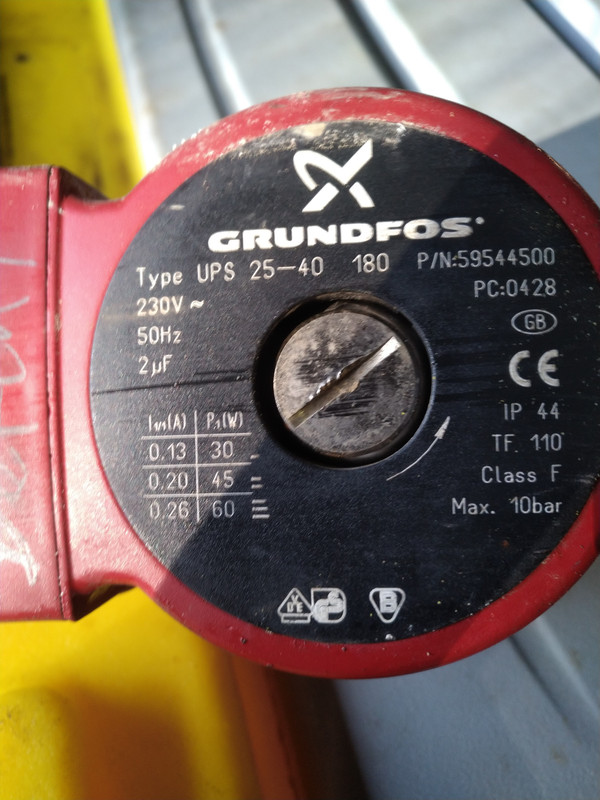 GRUNDFOS
Type UPS 25-40 180 P/N:59544500
PC:0428
230V ~
50Hz
2µF
GB
CE
I1/1(A) P1(W)
0.13 30
0.20 45
0.26 60
IP 44
TF 110
Class F
Max. 10bar
VDE
B